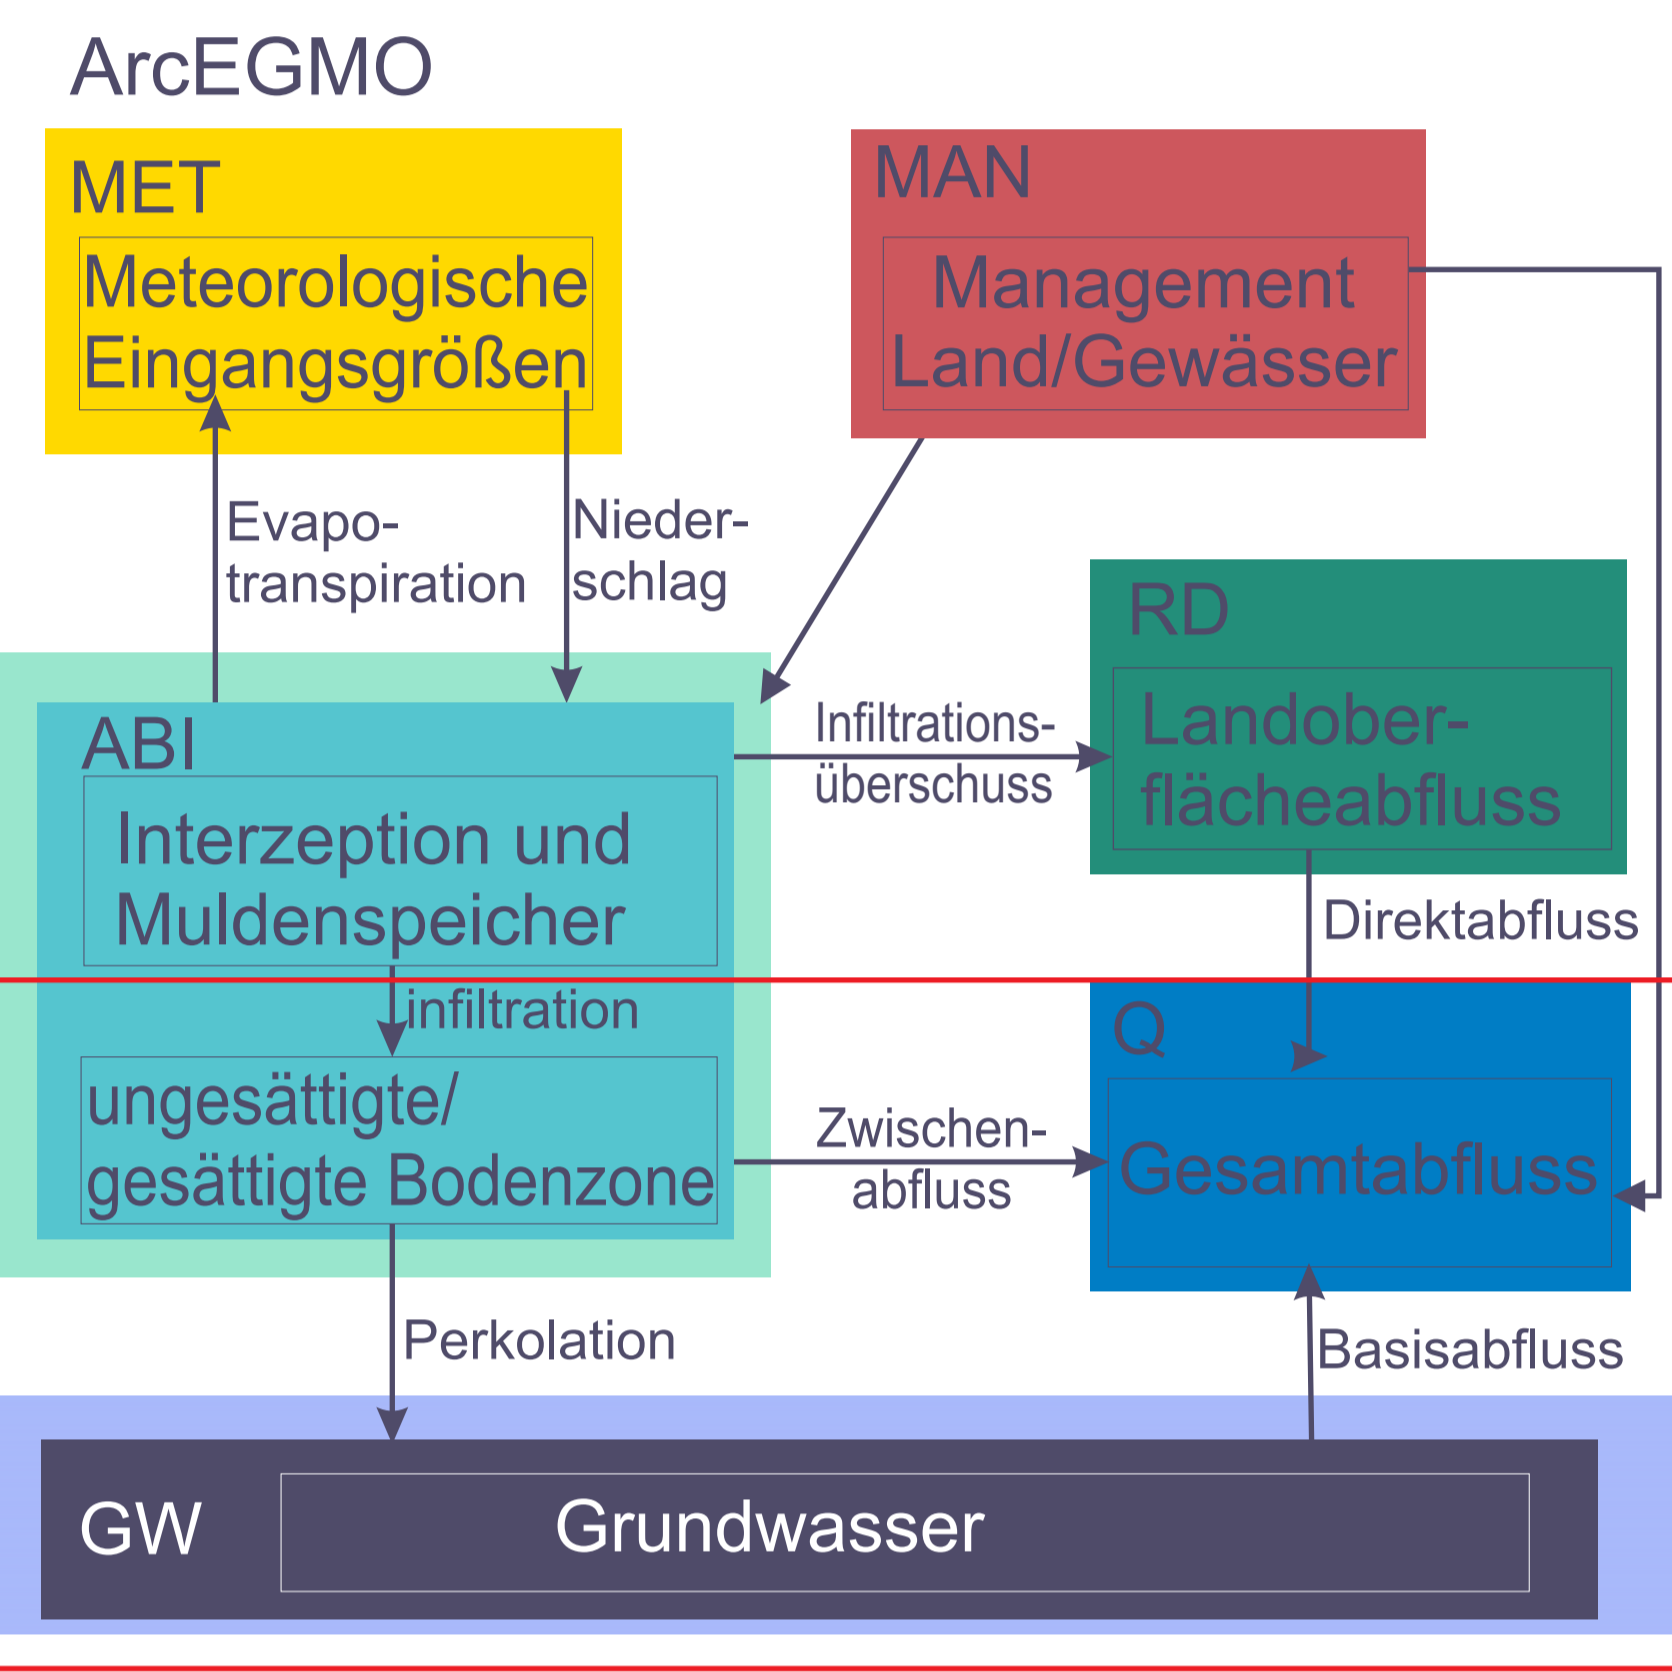 ArcEGMO
MET
Meteorologische
Eingangsgrößen
MAN
Management
Land/Gewässer
Evapo-
transpiration
Nieder-
schlag
RD
Landober-
flächeabfluss
ABI
Interzeption und
Muldenspeicher
Infiltrations-
überschuss
Direktabfluss
infiltration
ungesättigte/
gesättigte Bodenzone
Zwischen-
abfluss
Q
Gesamtabfluss
Perkolation
Basisabfluss
GW
Grundwasser